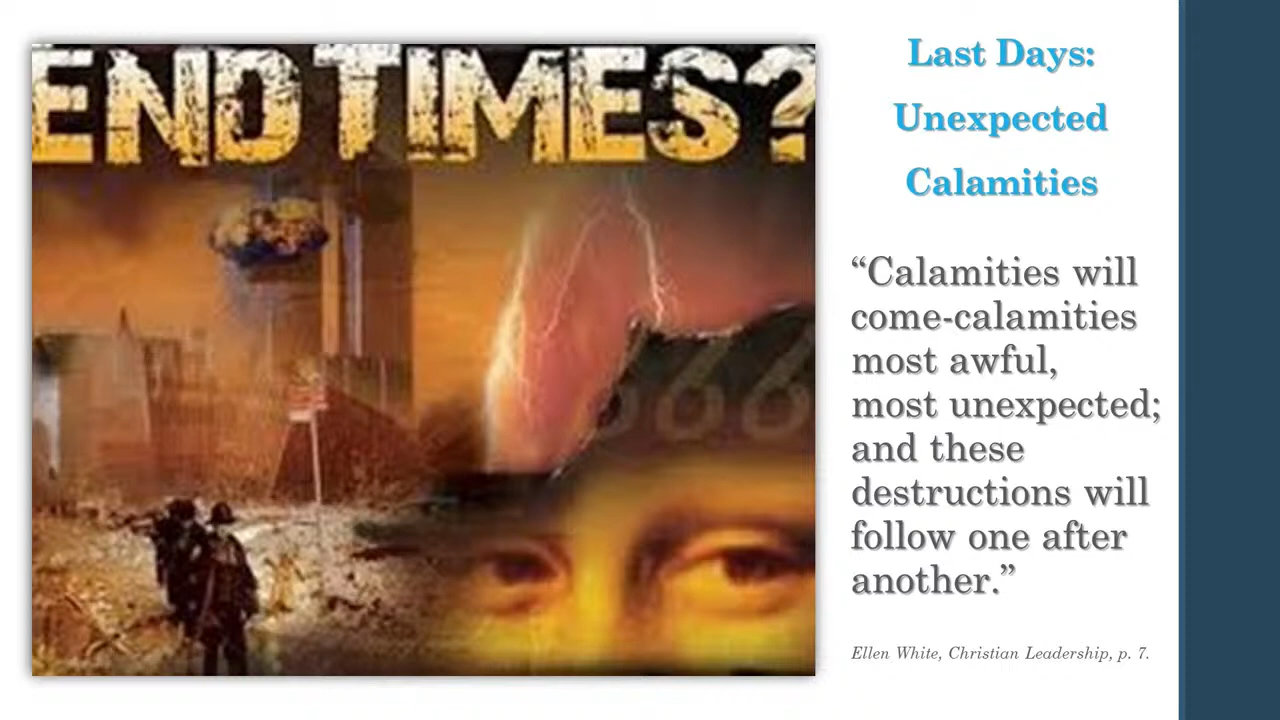 END TIMES?
666
Last Days:
Unexpected
Calamities
“Calamities will
come-calamities
most awful,
most unexpected;
and these
destructions will
follow one after
another.”
Ellen White, Christian Leadership, p. 7.